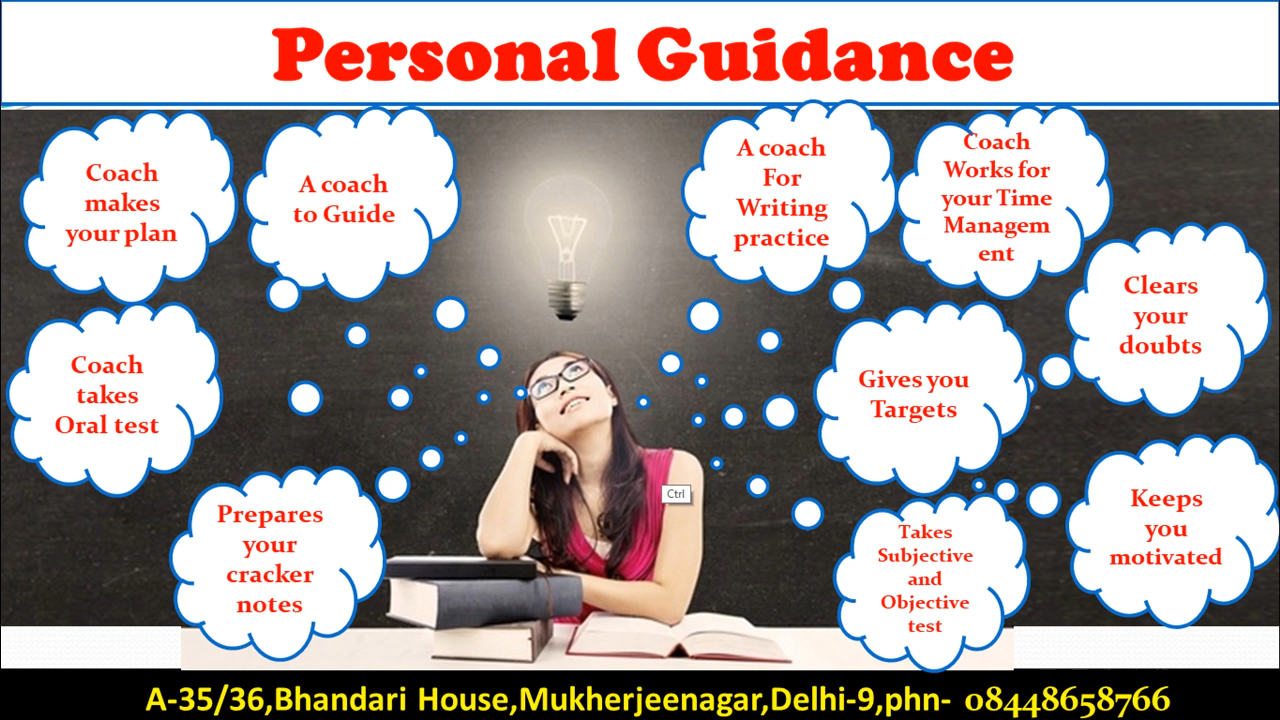 Personal Guidance
Coach
makes
your plan
A coach
to Guide
A coach
For
Writing
practice
Coach
Works for
your Time
Managem
ent
Clears
your
doubts
Coach
takes
Oral test
Gives you
Targets
Prepares
your
cracker
notes
Takes
Subjective
and
Objective
test
Keeps
you
motivated
Ctrl
A-35/36,Bhandari House,Mukherjeenagar,Delhi-9,phn- 08448658766